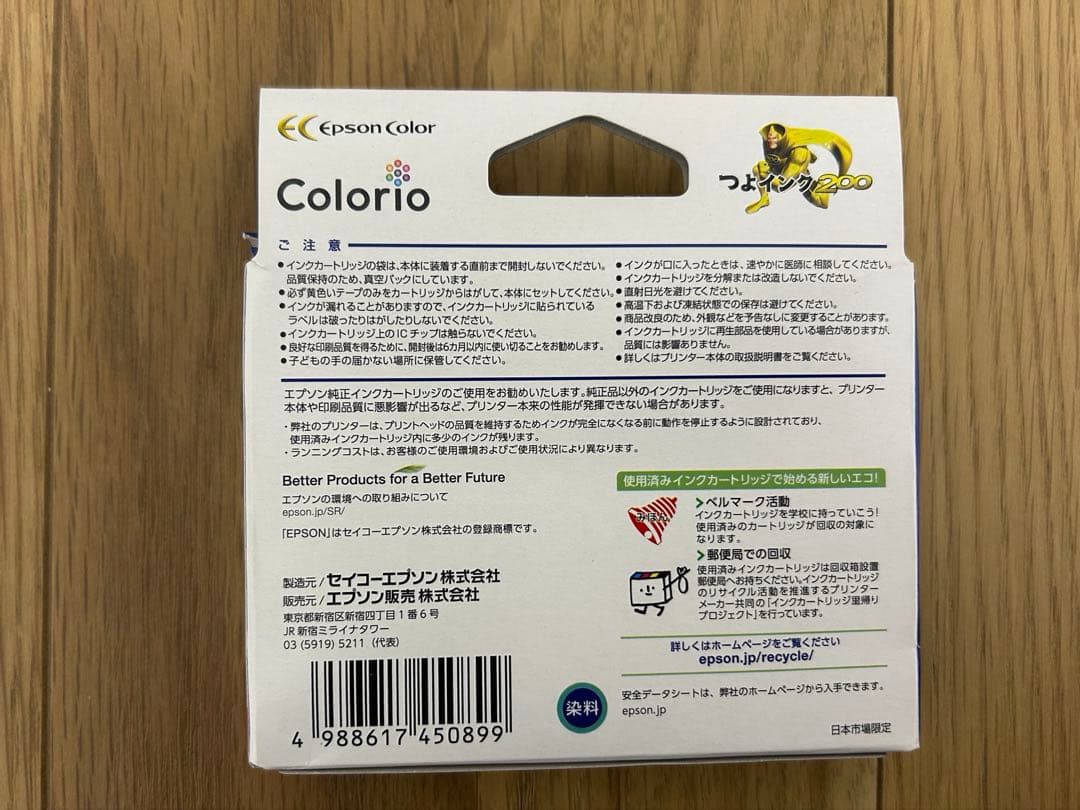 EC Epson Color
Colorio
つよインク200
ご注意
●インクカートリッジの袋は、本体に装着する直前まで開封しないでください。
品質保持のため、真空パックにしています。
●必ず黄色いテープのみをカートリッジからはがして、本体にセットしてください。
●インクが漏れることがありますので、インクカートリッジに貼られている
ラベルは破ったりはがしたりしないでください。
●インクカートリッジ上のICチップは触らないでください。
●良好な印刷品質を得るために、開封後は6カ月以内に使い切ることをお勧めします。
●子どもの手の届かない場所に保管してください。
●インクが口に入ったときは、速やかに医師に相談してください。
●インクカートリッジを分解または改造しないでください。
●直射日光を避けてください。
●高温下および凍結状態での保存は避けてください。
●商品改良のため、外観などを予告なしに変更することがあります。
●インクカートリッジに再生部品を使用している場合がありますが、
品質には影響ありません。
●詳しくはプリンター本体の取扱説明書をご覧ください。
エプソン純正インクカートリッジのご使用をお勧めいたします。純正品以外のインクカートリッジをご使用になりますと、プリンター
本体や印刷品質に悪影響が出るなど、プリンター本来の性能が発揮できない場合があります。
・弊社のプリンターは、プリントヘッドの品質を維持するためインクが完全になくなる前に動作を停止するように設計されており、
使用済みインクカートリッジ内に多少のインクが残ります。
・ランニングコストは、お客様のご使用環境およびご使用状況により異なります。
Better Products for a Better Future
エプソンの環境への取り組みについて
epson.jp/SR/
「EPSON」はセイコーエプソン株式会社の登録商標です。
製造元/セイコーエプソン株式会社
販売元/エプソン販売株式会社
東京都新宿区新宿四丁目1番6号
JR新宿ミライナタワー
03 (5919) 5211 (代表)
4 988617 450899
使用済みインクカートリッジで始める新しいエコ!
みほん
ベルマーク活動
インクカートリッジを学校に持っていこう!
使用済みのカートリッジが回収の対象に
なります。
郵便局での回収
使用済みインクカートリッジは回収箱設置
郵便局へお持ちください。インクカートリッジ
のリサイクル活動を推進するプリンター
メーカー共同の「インクカートリッジ里帰り
プロジェクト」を行っています。
詳しくはホームページをご覧ください
epson.jp/recycle/
染料
安全データシートは、弊社のホームページから入手できます。
epson.jp
日本市場限定